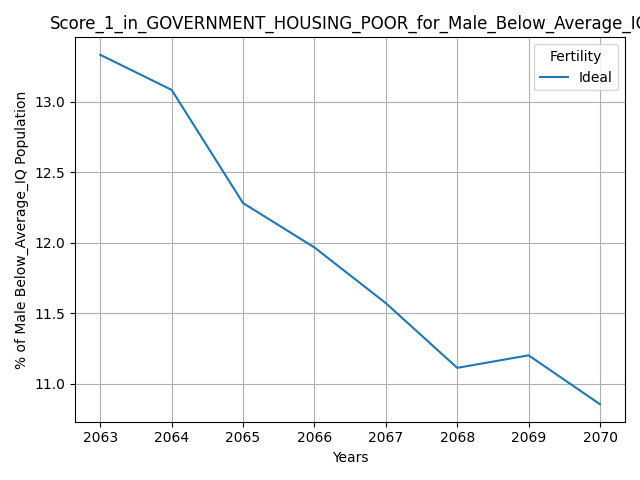 Score_1_in_GOVERNMENT_HOUSING_POOR_for_Male_Below_Average_IQ
Fertility
Ideal
% of Male Below_Average_IQ Population
13.0
12.5
12.0
11.5
11.0
2063 2064 2065 2066 2067 2068 2069 2070
Years